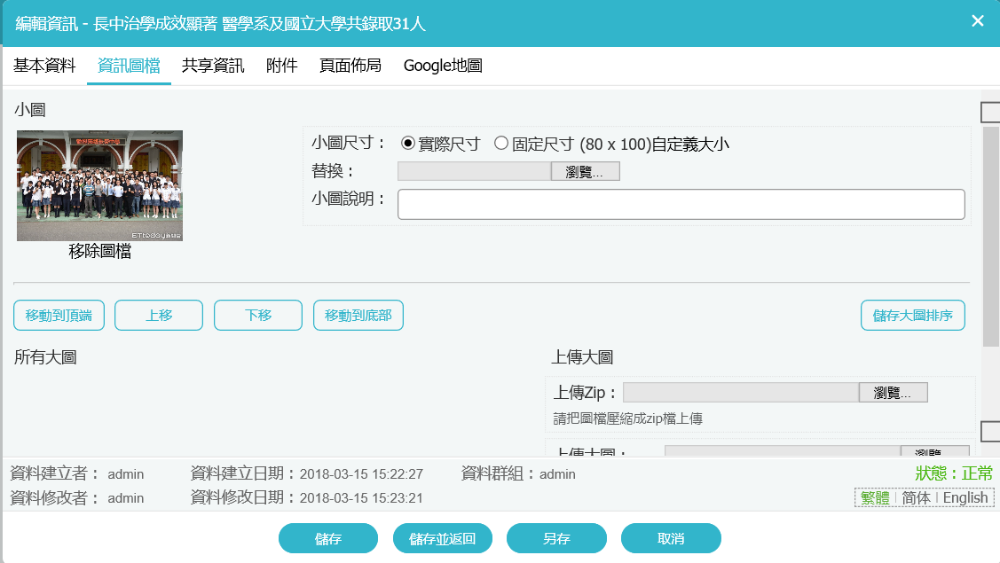 編輯資訊 - 長中治學成效顯著 醫學系及國立大學共錄取31人
基本資料 資訊圖檔 共享資訊 附件 頁面佈局 Google地圖
小圖
小圖尺寸： 實際尺寸 固定尺寸 (80 x 100)自定義大小
替換： 瀏覽...
小圖說明：
ETtoday新聞雲
移除圖檔
移動到頂端 上移 下移 移動到底部 儲存大圖排序
所有大圖 上傳大圖
上傳Zip： 瀏覽...
請把圖檔壓縮成zip檔上傳
上傳大圖： 瀏覽...
資料建立者： admin 資料建立日期：2018-03-15 15:22:27 資料群組：admin 狀態：正常
資料修改者： admin 資料修改日期：2018-03-15 15:23:21 繁體 简体 English
儲存 儲存並返回 另存 取消